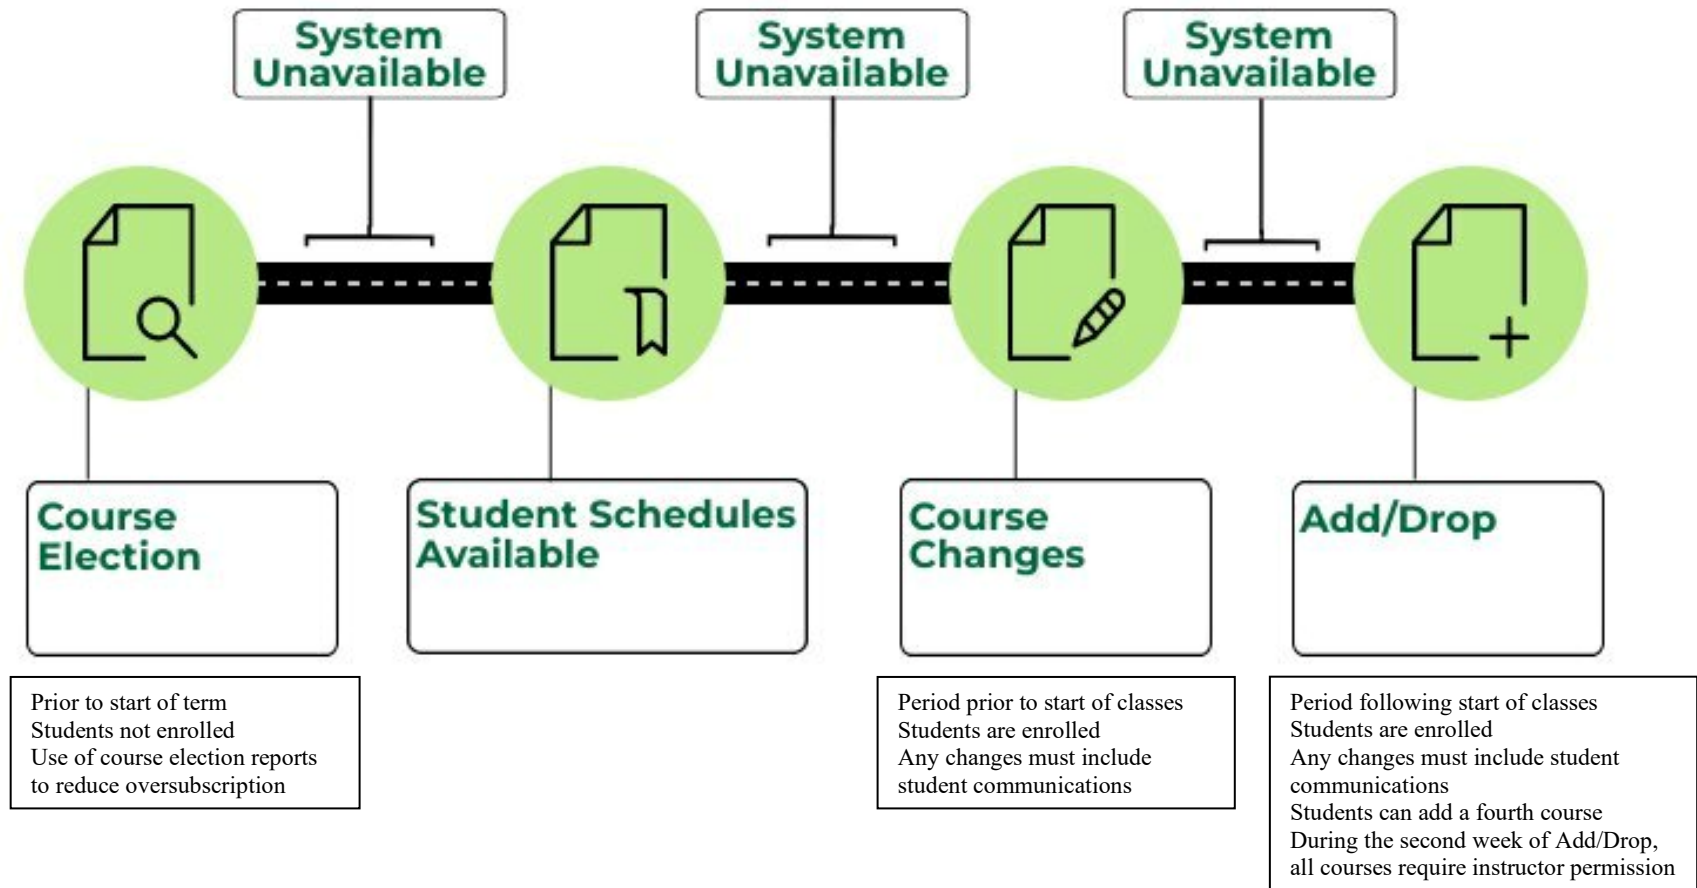 System
Unavailable
System
Unavailable
System
Unavailable
Course
Election
Student Schedules
Available
Course
Changes
Add/Drop
Prior to start of term
Students not enrolled
Use of course election reports
to reduce oversubscription
Period prior to start of classes
Students are enrolled
Any changes must include
student communications
Period following start of classes
Students are enrolled
Any changes must include student
communications
Students can add a fourth course
During the second week of Add/Drop,
all courses require instructor permission